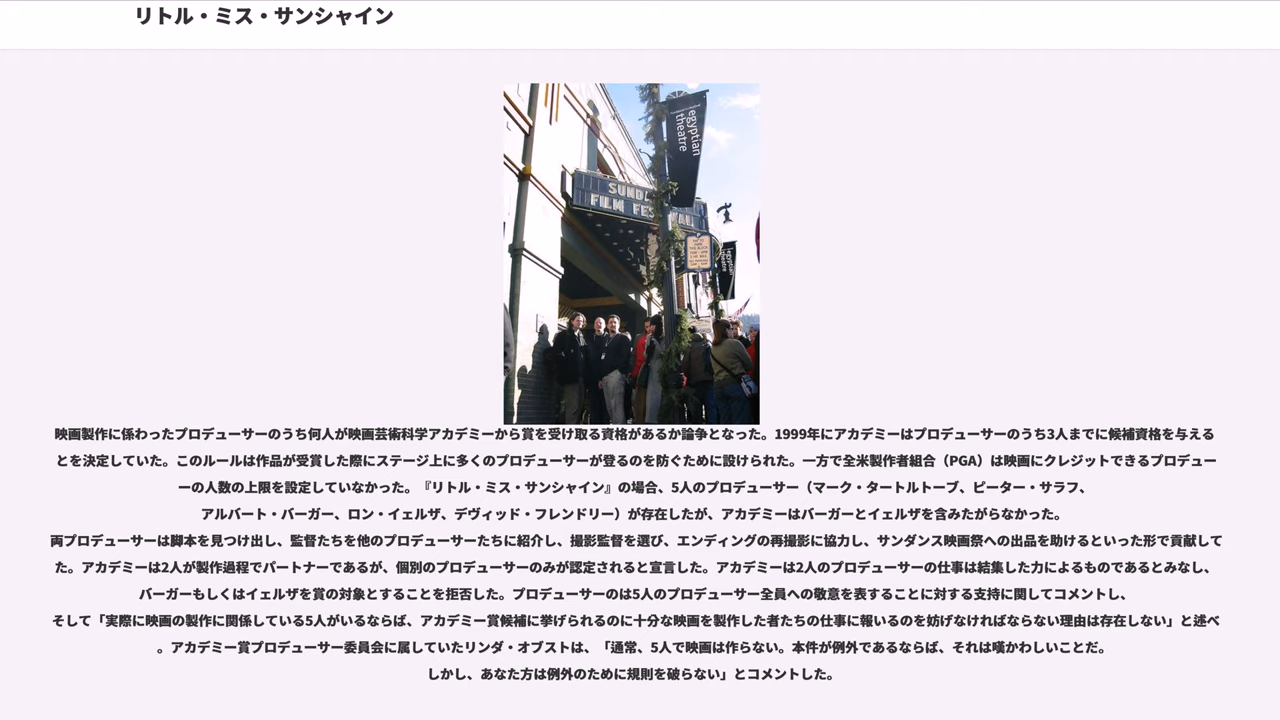 リトル・ミス・サンシャイン
egyptian
theatre
FILM
egyptian
theatre
映画製作に係わったプロデューサーのうち何人が映画芸術科学アカデミーから賞を受け取る資格があるか論争となった。1999年にアカデミーはプロデューサーのうち3人までに候補資格を与える
とを決定していた。このルールは作品が受賞した際にステージ上に多くのプロデューサーが登るのを防ぐために設けられた。一方で全米製作者組合（PGA）は映画にクレジットできるプロデュー
ーの人数の上限を設定していなかった。『リトル・ミス・サンシャイン』の場合、5人のプロデューサー（マーク・タートルトーブ、ピーター・サラフ、
アルバート・バーガー、ロン・イェルザ、デヴィッド・フレンドリー）が存在したが、アカデミーはバーガーとイェルザを含みたがらなかった。
両プロデューサーは脚本を見つけ出し、監督たちを他のプロデューサーたちに紹介し、撮影監督を選び、エンディングの再撮影に協力し、サンダンス映画祭への出品を助けるといった形で貢献して
た。アカデミーは2人が製作過程でパートナーであるが、個別のプロデューサーのみが認定されると宣言した。アカデミーは2人のプロデューサーの仕事は結集した力によるものであるとみなし、
バーガーもしくはイェルザを賞の対象とすることを拒否した。プロデューサーのは5人のプロデューサー全員への敬意を表することに対する支持に関してコメントし、
そして「実際に映画の製作に関係している5人がいるならば、アカデミー賞候補に挙げられるのに十分な映画を製作した者たちの仕事に報いるのを妨げなければならない理由は存在しない」と述べ
。アカデミー賞プロデューサー委員会に属していたリンダ・オブストは、「通常、5人で映画は作らない。本件が例外であるならば、それは嘆かわしいことだ。
しかし、あなた方は例外のために規則を破らない」とコメントした。